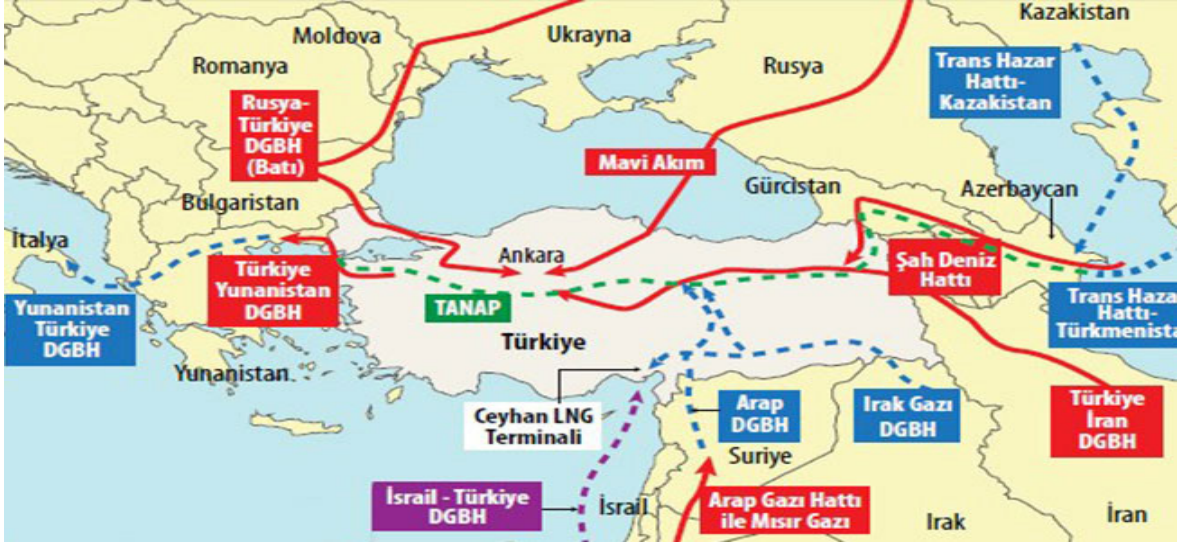 Kazakistan
Moldova
Ukrayna
Romanya
Rusya
Trans Hazar
Hattı-
Kazakistan
Rusya-
Türkiye
DGBH
(Batı)
Mavi Akım
Gürcistan
Azerbaycan
Bulgaristan
İtalya
Ankara
Türkiye
Yunanistan
DGBH
Şah Deniz
Hattı
TANAP
Yunanistan
Türkiye
DGBH
Trans Haza
Hattı-
Türkmenista
Türkiye
Yunanistan
Ceyhan LNG
Terminali
Arap
DGBH
Irak Gazı
DGBH
Türkiye
İran
DGBH
Suriye
İsrail - Türkiye
DGBH
İsrail
Arap Gazı Hattı
ile Mısır Gazı
Irak
İran